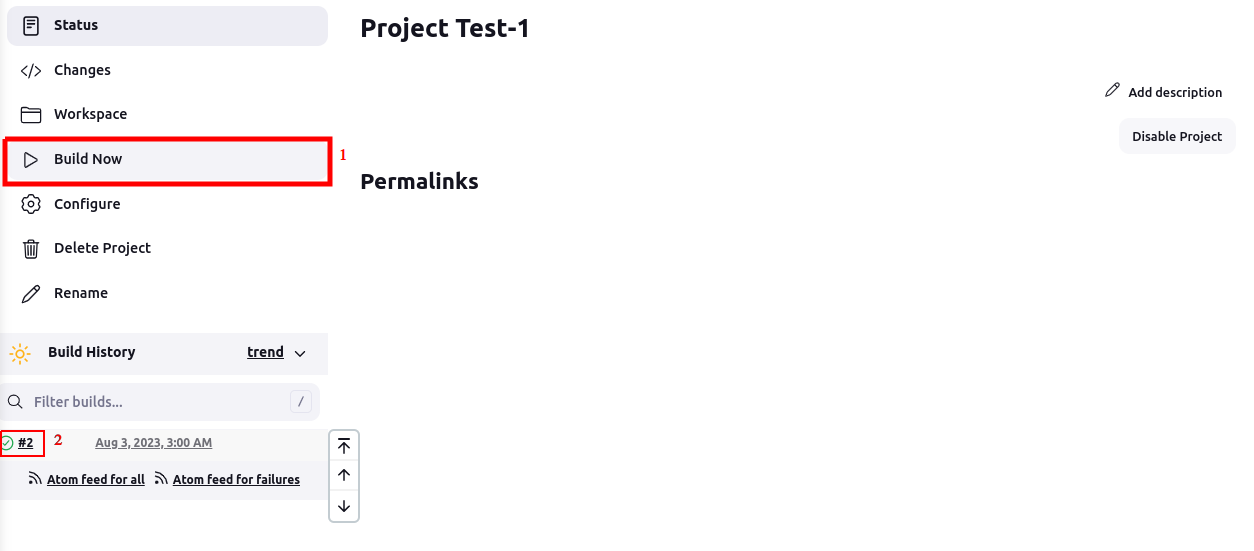 Status
Changes
Workspace
Build Now
1
Configure
Delete Project
Rename
Build History
trend
Filter builds...
/
#2
2
Aug 3, 2023, 3:00 AM
Atom feed for all
Atom feed for failures
Project Test-1
Add description
Disable Project
Permalinks